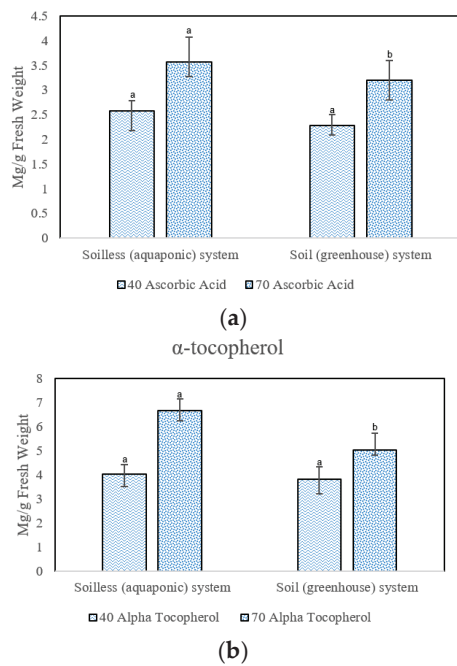 4.5
4
3.5
3
2.5
2
1.5
1
0.5
0
Mg/g Fresh Weight
a
a
a
b
Soilless (aquaponic) system
Soil (greenhouse) system
40 Ascorbic Acid
70 Ascorbic Acid
(a)
α-tocopherol
8
7
6
5
4
3
2
1
0
Mg/g Fresh Weight
a
a
a
b
Soilless (aquaponic) system
Soil (greenhouse) system
40 Alpha Tocopherol
70 Alpha Tocopherol
(b)